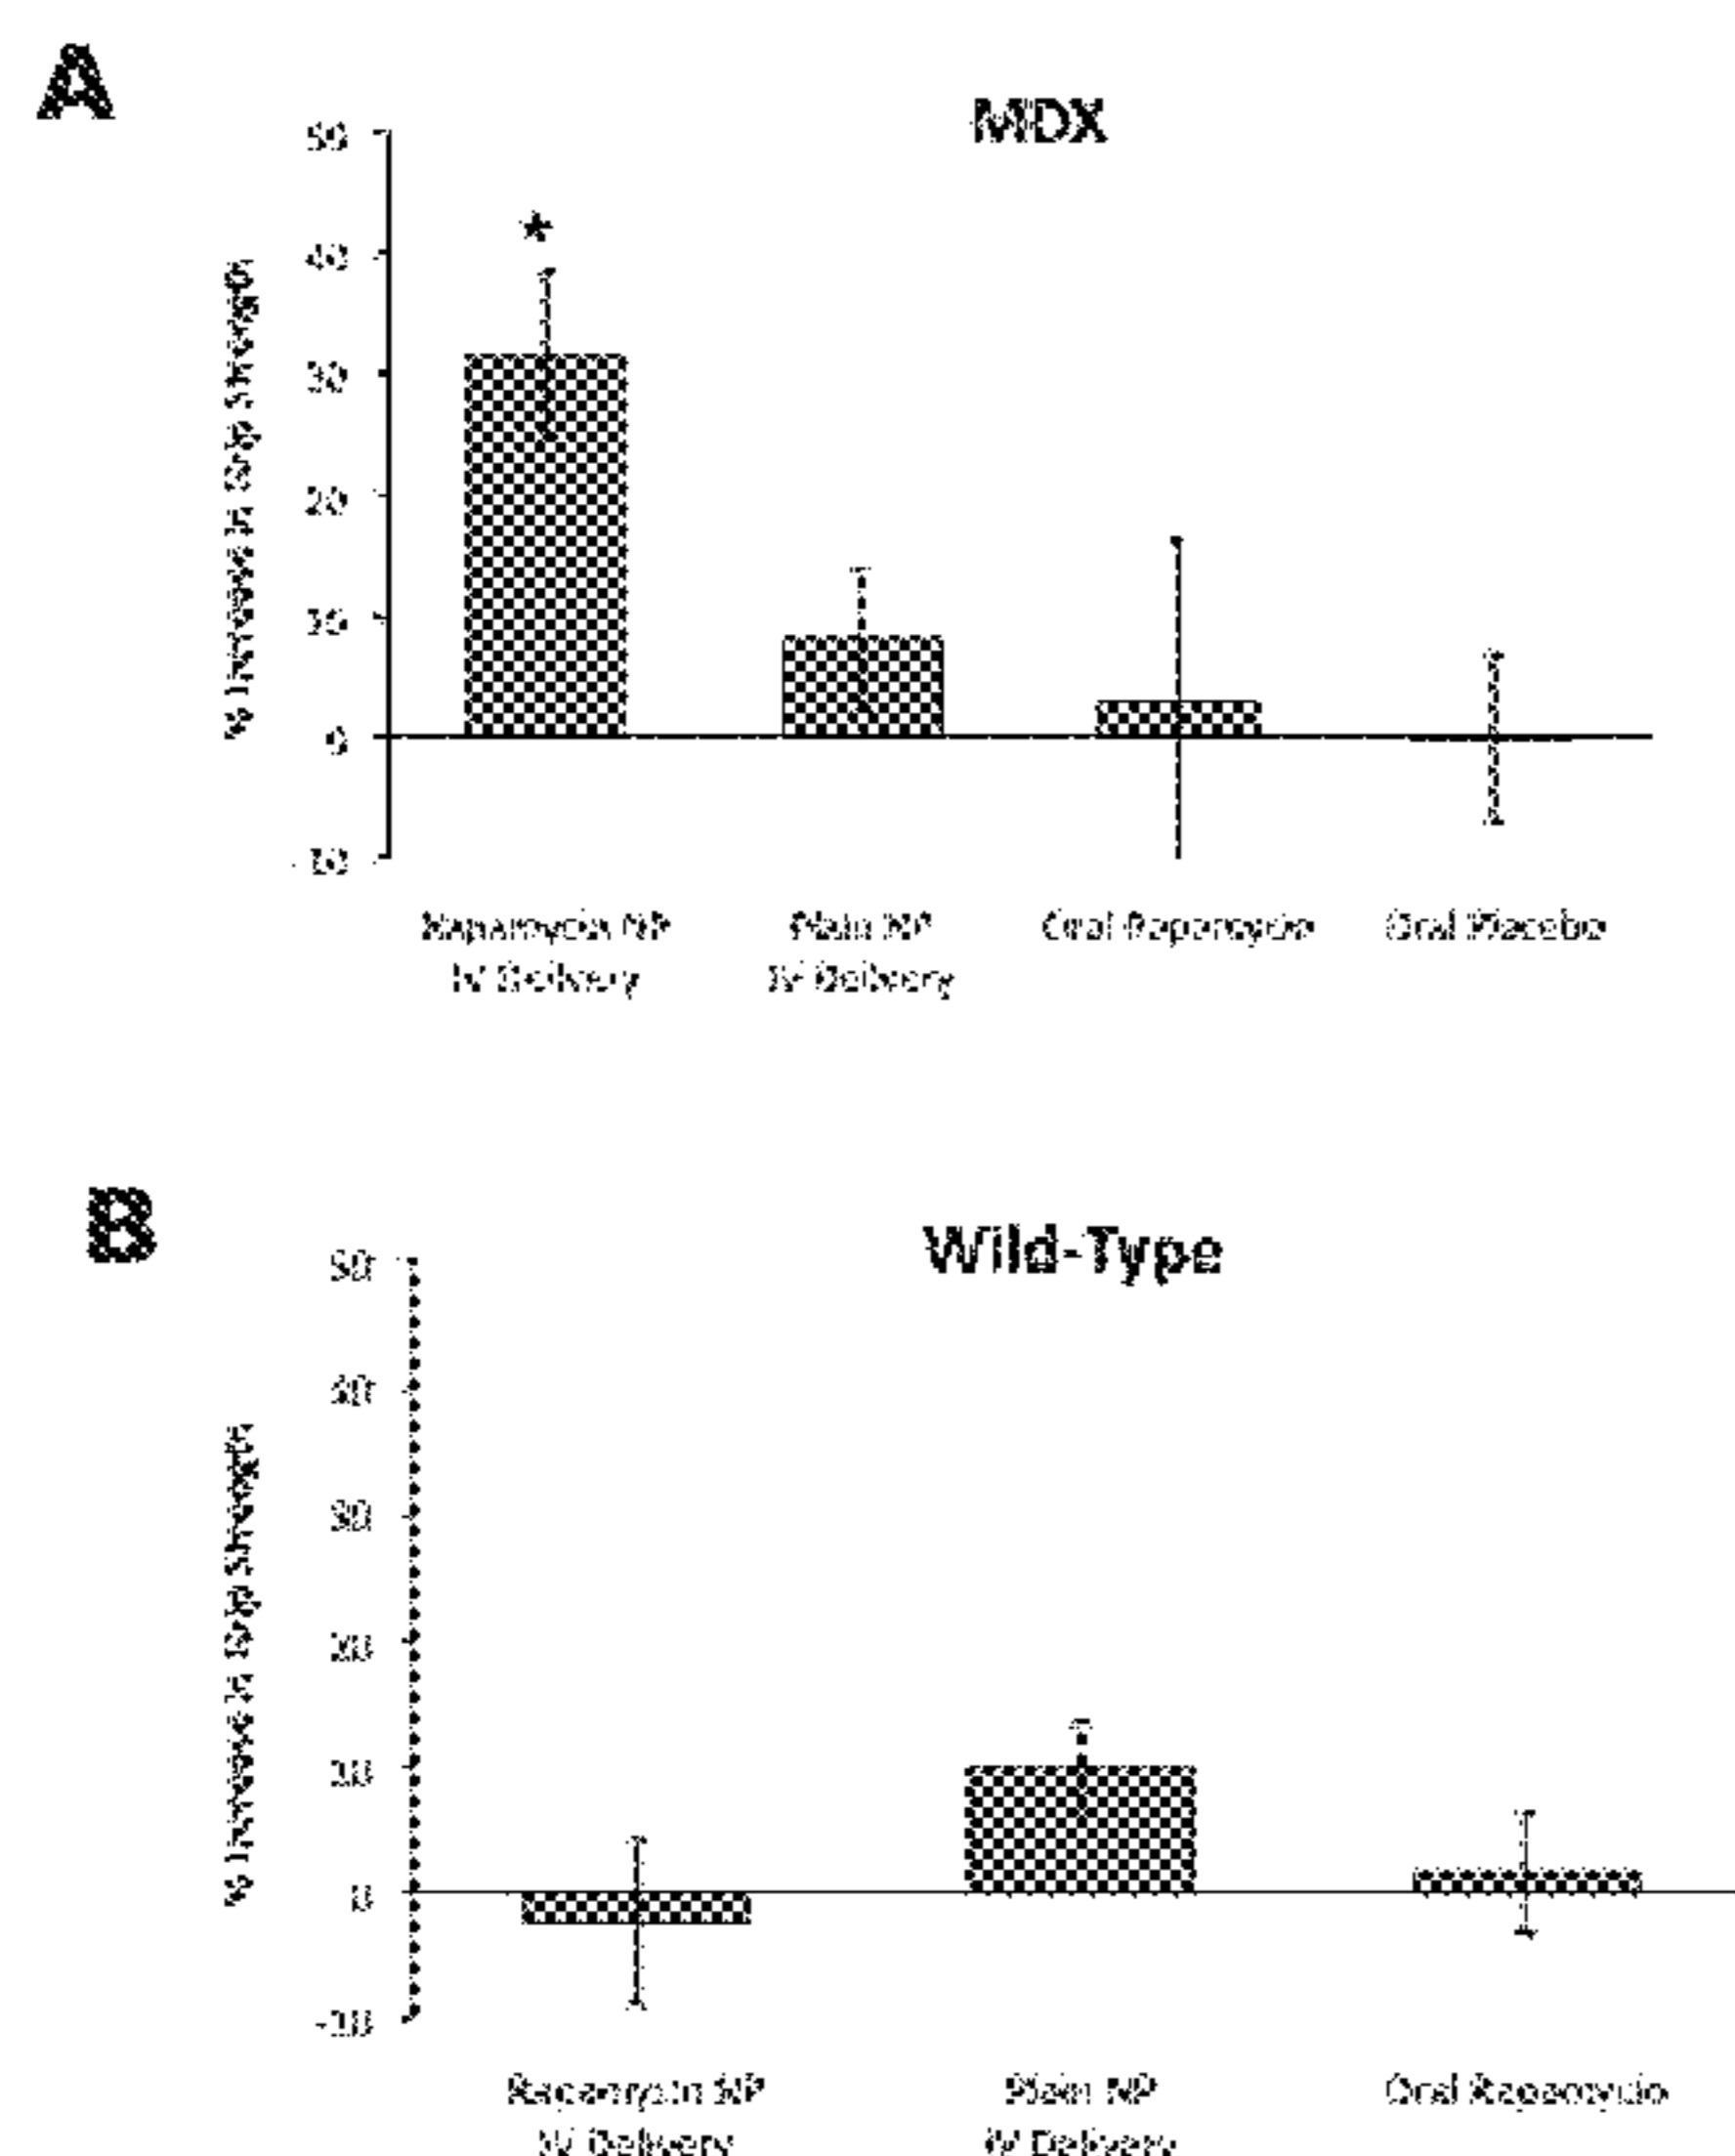 A
MDX
50
40
30
20
10
0
-10
% Increase in Grip Strength
*
Rapamycin NP
IV Delivery
Plain NP
IV Delivery
Oral Rapamycin
Oral Placebo
B
Wild-Type
50
40
30
20
10
0
-10
% Increase in Grip Strength
Rapamycin NP
IV Delivery
Plain NP
IV Delivery
Oral Rapamycin